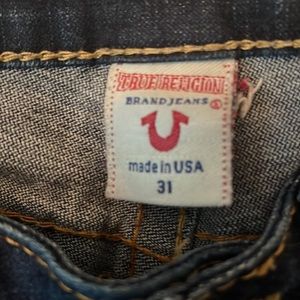 TRUE RELIGION
BRAND JEANS ®
made in USA
31